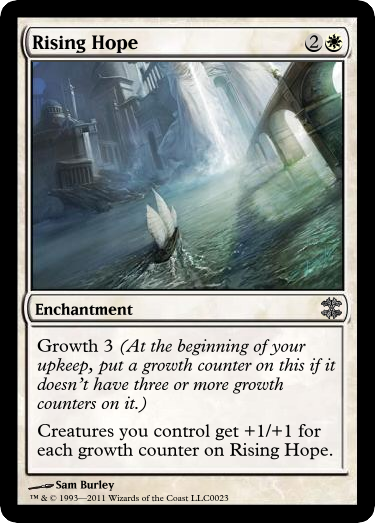 Rising Hope 2
Enchantment
Growth 3 (At the beginning of your
upkeep, put a growth counter on this if it
doesn't have three or more growth
counters on it.)
Creatures you control get +1/+1 for
each growth counter on Rising Hope.
Sam Burley
™ & © 1993—2011 Wizards of the Coast LLC0023